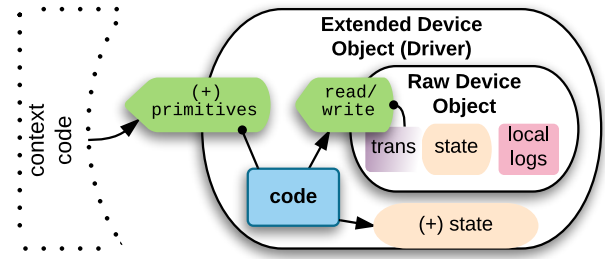 context
code
(+)
primitives
Extended Device
Object (Driver)
read/
write
Raw Device
Object
trans
state
local
logs
code
(+) state